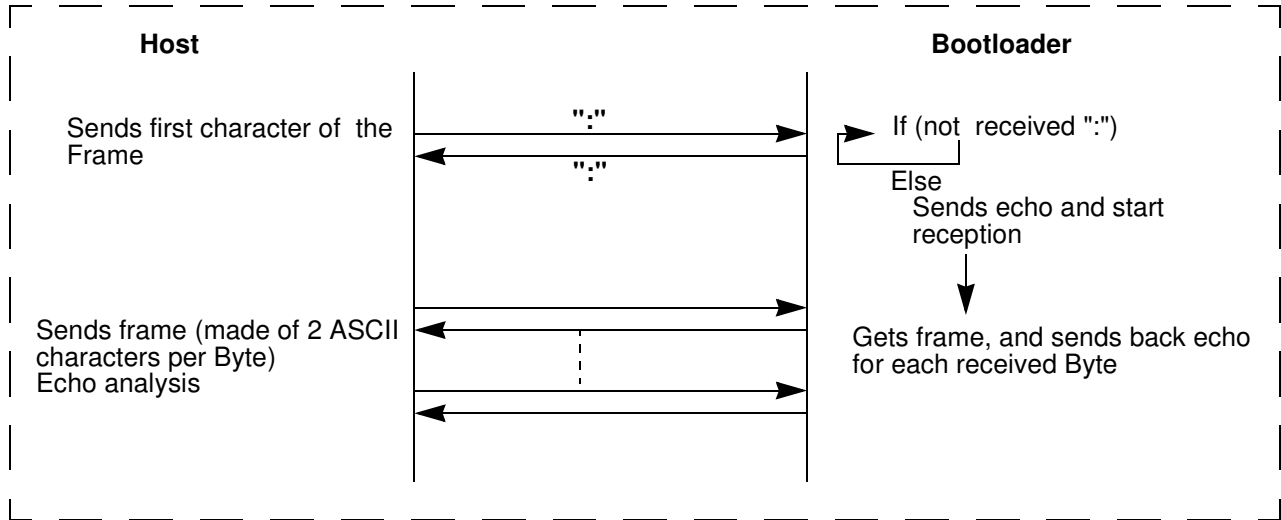 Host
Bootloader
Sends first character of the
Frame
":"
":"
If (not received ":")
Else
Sends echo and start
reception
Sends frame (made of 2 ASCII
characters per Byte)
Echo analysis
Gets frame, and sends back echo
for each received Byte